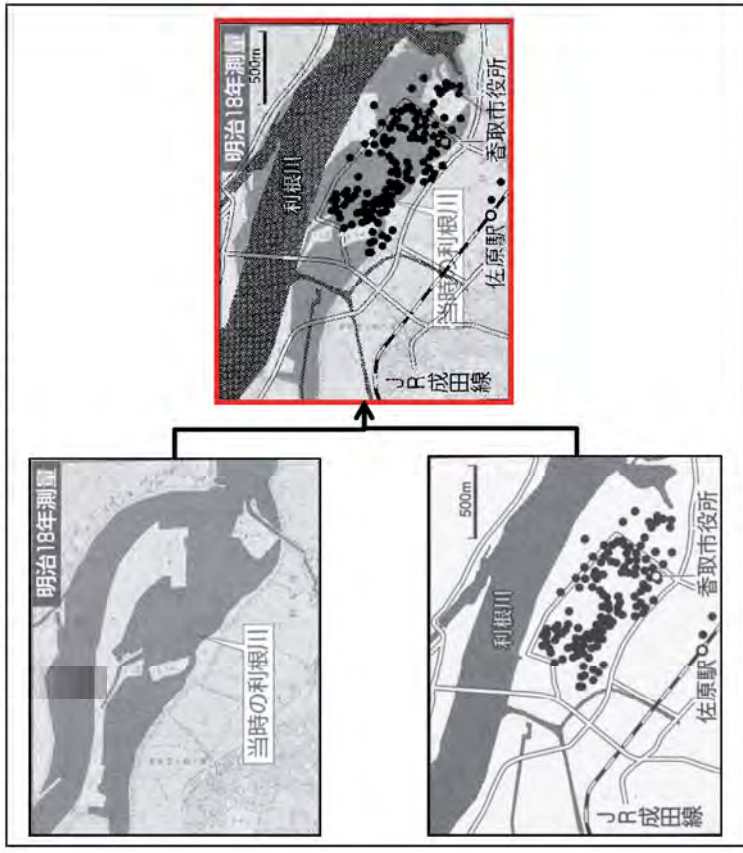 明治18年測量
当時の利根川
500m
利根川
香取市役所
佐原駅
JR成田線
明治18年測量
500m
利根川
当時の利根川
香取市役所
佐原駅
JR成田線